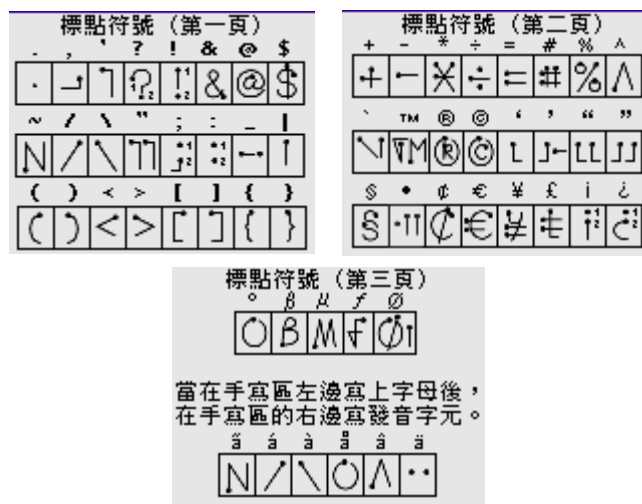 標點符號 (第一頁)
. , ' ? ! & @ $
~ / \ " ; : _ |
( ) < > [ ] { }
標點符號 (第二頁)
+ - * ÷ = # % ^
` TM ® © ‘ ’ “ ”
§ • ¢ € ¥ £ ¡ ¿
標點符號 (第三頁)
° β μ ƒ Ø
當在手寫區左邊寫上字母後，
在手寫區的右邊寫發音字元。
ã á à å â ä